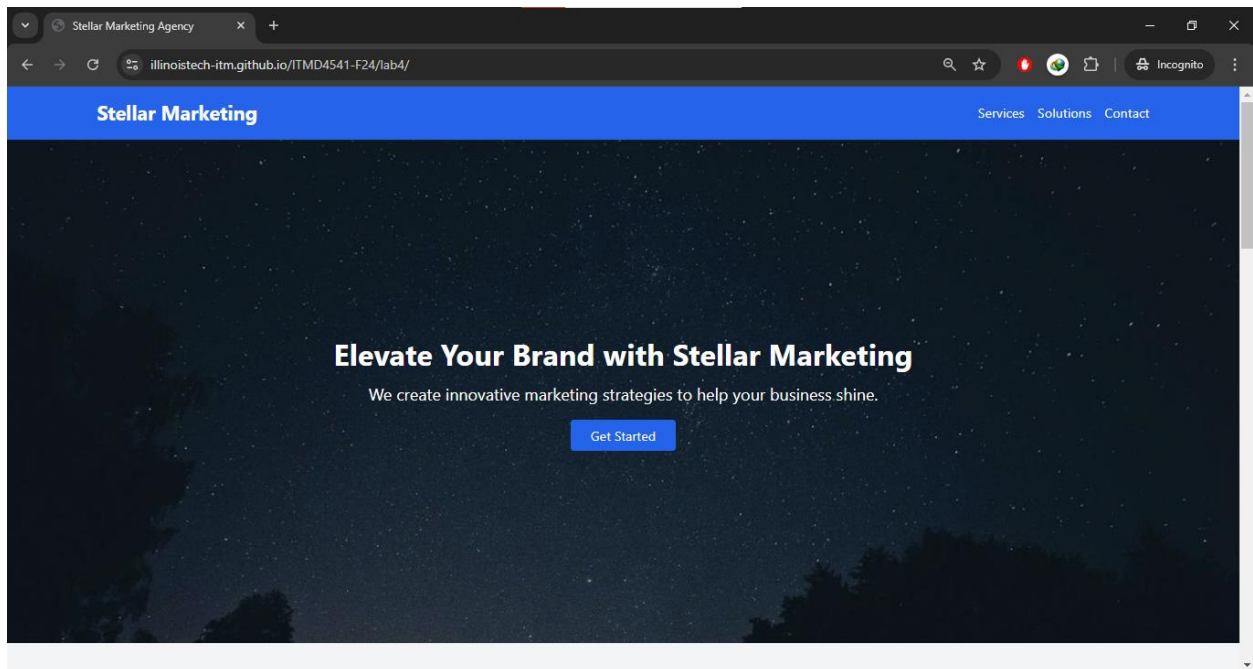 Stellar Marketing Agency
illinoistech-itm.github.io/ITMD4541-F24/lab4/
Incognito
Stellar Marketing
Services Solutions Contact
Elevate Your Brand with Stellar Marketing
We create innovative marketing strategies to help your business shine.
Get Started